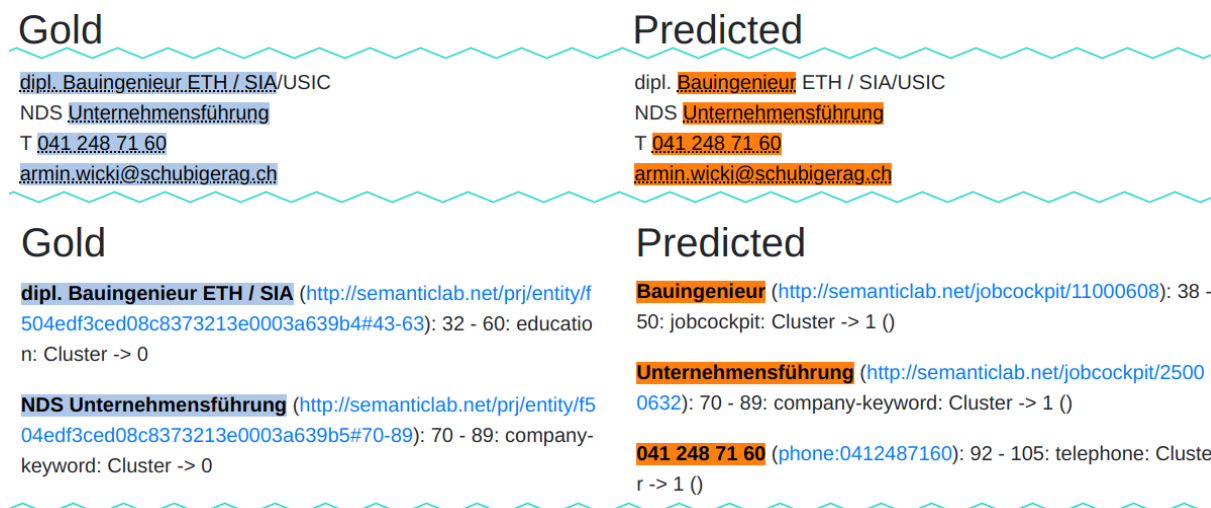 Gold
dipl. Bauingenieur ETH / SIA/USIC
NDS Unternehmensführung
T 041 248 71 60
armin.wicki@schubigerag.ch
Predicted
dipl. Bauingenieur ETH / SIA/USIC
NDS Unternehmensführung
T 041 248 71 60
armin.wicki@schubigerag.ch
Gold
dipl. Bauingenieur ETH / SIA (http://semanticlab.net/prj/entity/f
504edf3ced08c8373213e0003a639b4#43-63): 32 - 60: educatio
n: Cluster -> 0
NDS Unternehmensführung (http://semanticlab.net/prj/entity/f5
04edf3ced08c8373213e0003a639b5#70-89): 70 - 89: company-
keyword: Cluster -> 0
Predicted
Bauingenieur (http://semanticlab.net/jobcockpit/11000608): 38 -
50: jobcockpit: Cluster -> 1 ()
Unternehmensführung (http://semanticlab.net/jobcockpit/2500
0632): 70 - 89: company-keyword: Cluster -> 1 ()
041 248 71 60 (phone:0412487160): 92 - 105: telephone: Cluste
r -> 1 ()